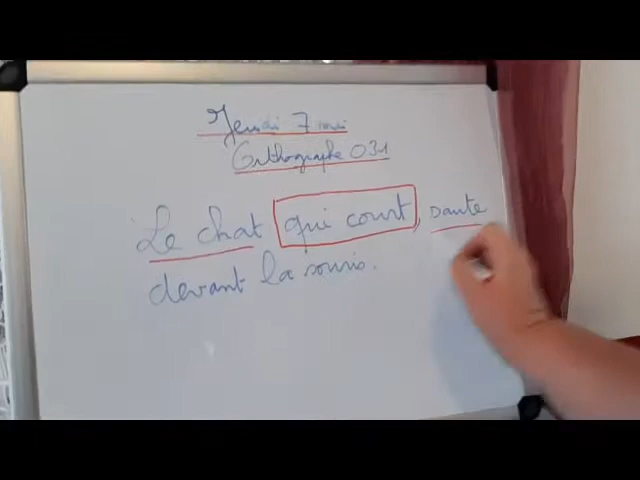 Jeudi 7 mai
Orthographe 031
Le chat qui court, saute
devant la souris.